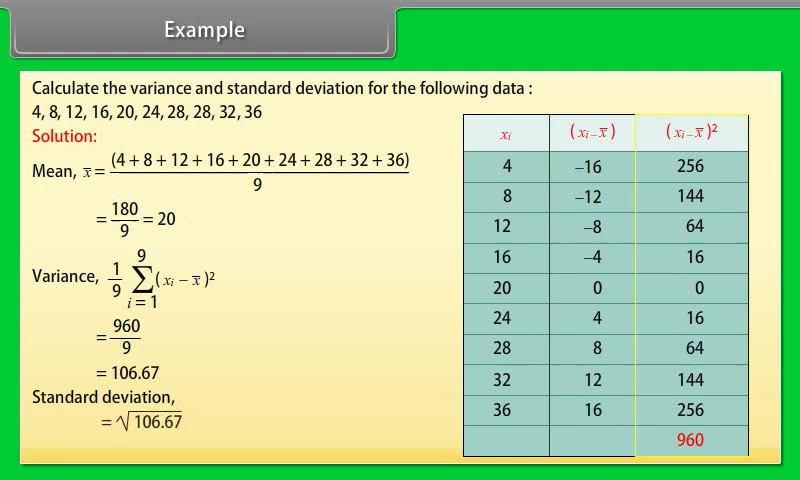 Example
Calculate the variance and standard deviation for the following data :
4, 8, 12, 16, 20, 24, 28, 28, 32, 36
Solution:
Mean, x̅ = (4 + 8 + 12 + 16 + 20 + 24 + 28 + 32 + 36) / 9
= 180/9 = 20
Variance, 1/9 9∑i = 1 (xᵢ − x̅)²
= 960/9
= 106.67
Standard deviation,
= √106.67
xᵢ (xᵢ − x̅) (xᵢ − x̅)²
4 −16 256
8 −12 144
12 −8 64
16 −4 16
20 0 0
24 4 16
28 8 64
32 12 144
36 16 256
960